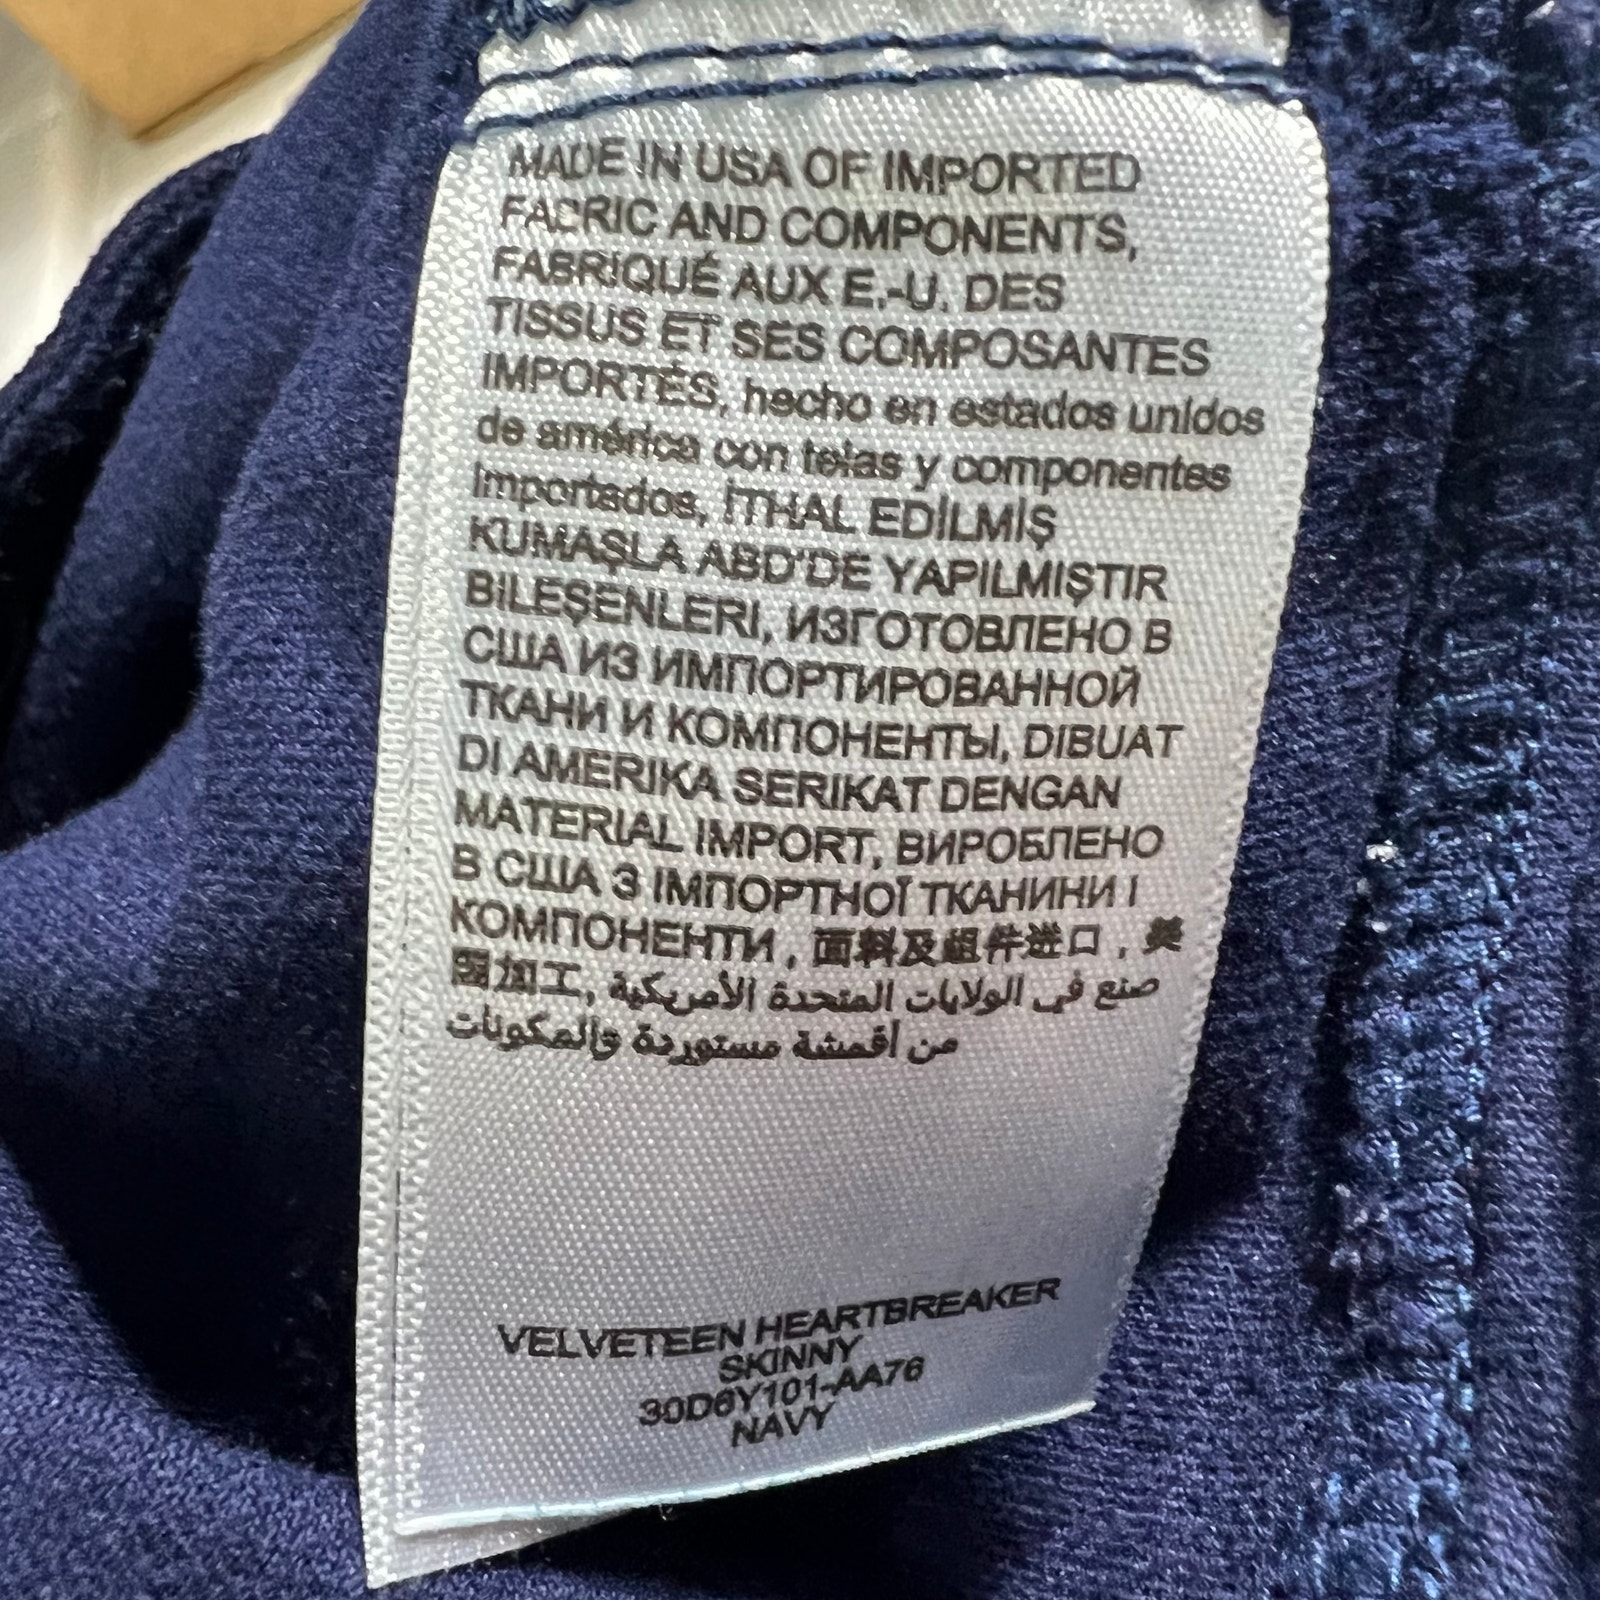 MADE IN USA OF IMPORTED
FABRIC AND COMPONENTS,
FABRIQUÉ AUX E.-U. DES
TISSUS ET SES COMPOSANTES
IMPORTÉS, hecho en estados unidos
de américa con telas y componentes
importados, İTHAL EDİLMİŞ
KUMAŞLA ABD'DE YAPILMIŞTIR
BİLEŞENLERI, ИЗГОТОВЛЕНО В
США ИЗ ИМПОРТИРОВАННОЙ
ТКАНИ И КОМПОНЕНТЫ, DIBUAT
DI AMERIKA SERIKAT DENGAN
MATERIAL IMPORT, ВИРОБЛЕНО
В США З ІМПОРТНОЇ ТКАНИНИ І
КОМПОНЕНТИ, 面料及组件进口, 美
国加工, صنع في الولايات المتحدة الأمريكية
من أقمشة مستوردة والمكونات
VELVETEEN HEARTBREAKER
SKINNY
30D6Y101-AA76
NAVY